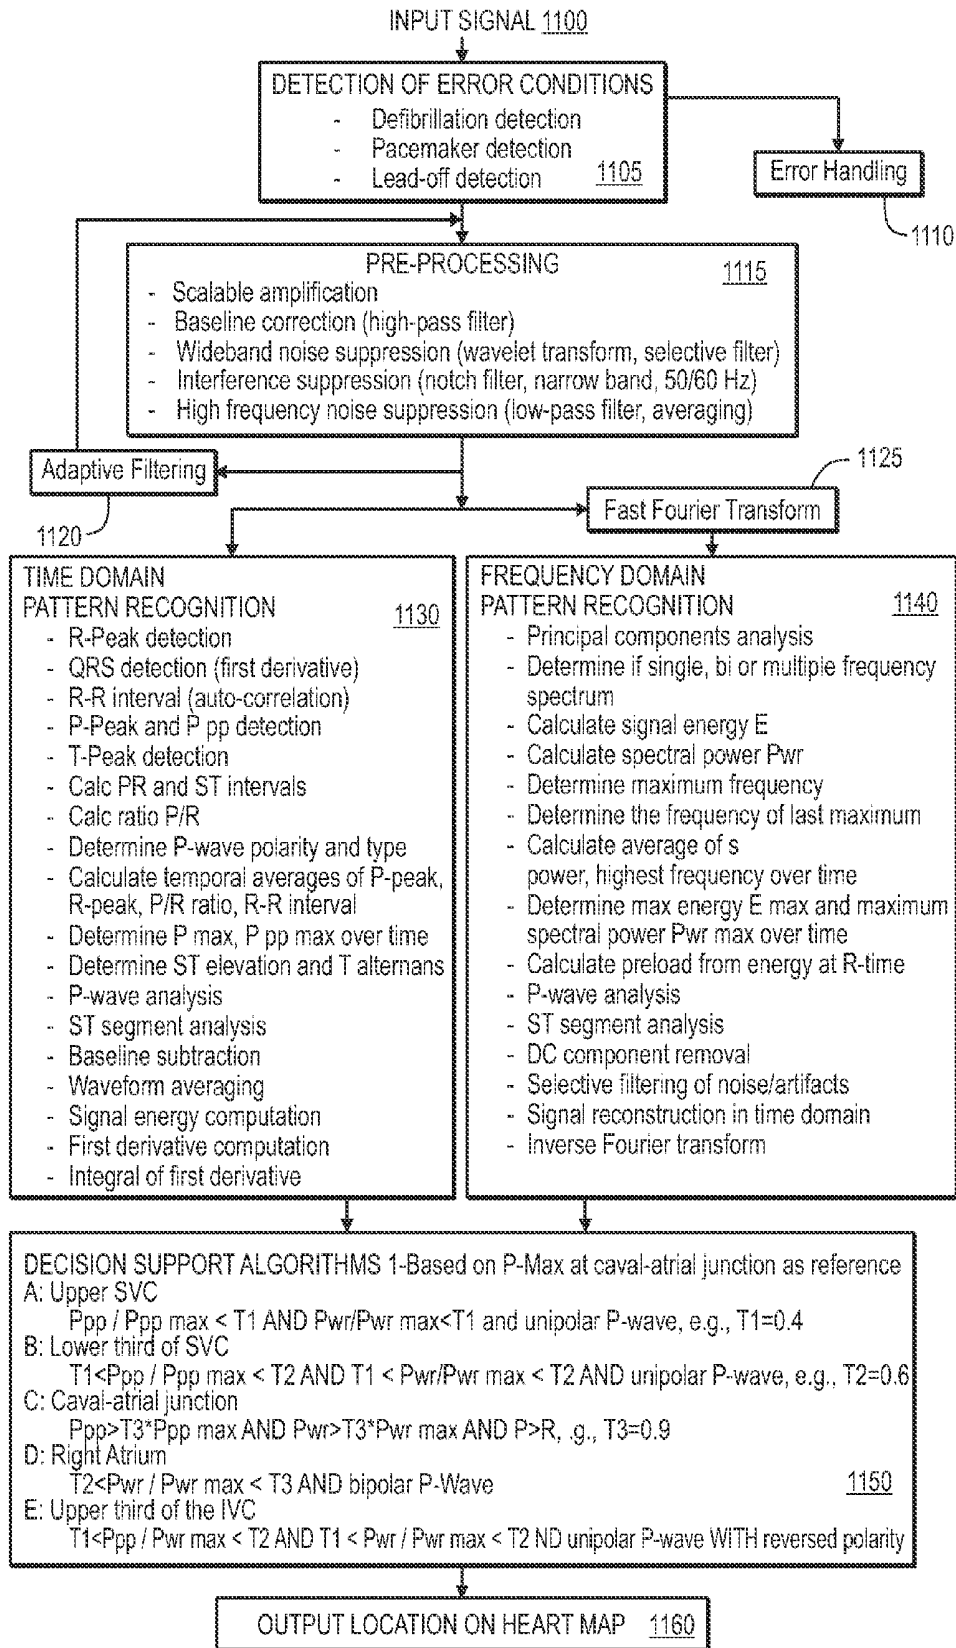 INPUT SIGNAL 1100
DETECTION OF ERROR CONDITIONS
- Defibrillation detection
- Pacemaker detection
- Lead-off detection
1105
Error Handling
1110
PRE-PROCESSING
1115
- Scalable amplification
- Baseline correction (high-pass filter)
- Wideband noise suppression (wavelet transform, selective filter)
- Interference suppression (notch filter, narrow band, 50/60 Hz)
- High frequency noise suppression (low-pass filter, averaging)
Adaptive Filtering
1120
1125
Fast Fourier Transform
TIME DOMAIN
PATTERN RECOGNITION
1130
- R-Peak detection
- QRS detection (first derivative)
- R-R interval (auto-correlation)
- P-Peak and P pp detection
- T-Peak detection
- Calc PR and ST intervals
- Calc ratio P/R
- Determine P-wave polarity and type
- Calculate temporal averages of P-peak,
R-peak, P/R ratio, R-R interval
- Determine P max, P pp max over time
- Determine ST elevation and T alternans
- P-wave analysis
- ST segment analysis
- Baseline subtraction
- Waveform averaging
- Signal energy computation
- First derivative computation
- Integral of first derivative
FREQUENCY DOMAIN
PATTERN RECOGNITION
1140
- Principal components analysis
- Determine if single, bi or multiple frequency
spectrum
- Calculate signal energy E
- Calculate spectral power Pwr
- Determine maximum frequency
- Determine the frequency of last maximum
- Calculate average of s
power, highest frequency over time
- Determine max energy E max and maximum
spectral power Pwr max over time
- Calculate preload from energy at R-time
- P-wave analysis
- ST segment analysis
- DC component removal
- Selective filtering of noise/artifacts
- Signal reconstruction in time domain
- Inverse Fourier transform
DECISION SUPPORT ALGORITHMS 1-Based on P-Max at caval-atrial junction as reference
A: Upper SVC
Ppp / Ppp max < T1 AND Pwr/Pwr max<T1 and unipolar P-wave, e.g., T1=0.4
B: Lower third of SVC
T1<Ppp / Ppp max < T2 AND T1 < Pwr/Pwr max < T2 AND unipolar P-wave, e.g., T2=0.6
C: Caval-atrial junction
Ppp>T3*Ppp max AND Pwr>T3*Pwr max AND P>R, .g., T3=0.9
D: Right Atrium
T2<Pwr / Pwr max < T3 AND bipolar P-Wave
1150
E: Upper third of the IVC
T1<Ppp / Pwr max < T2 AND T1 < Pwr / Pwr max < T2 ND unipolar P-wave WITH reversed polarity
OUTPUT LOCATION ON HEART MAP 1160